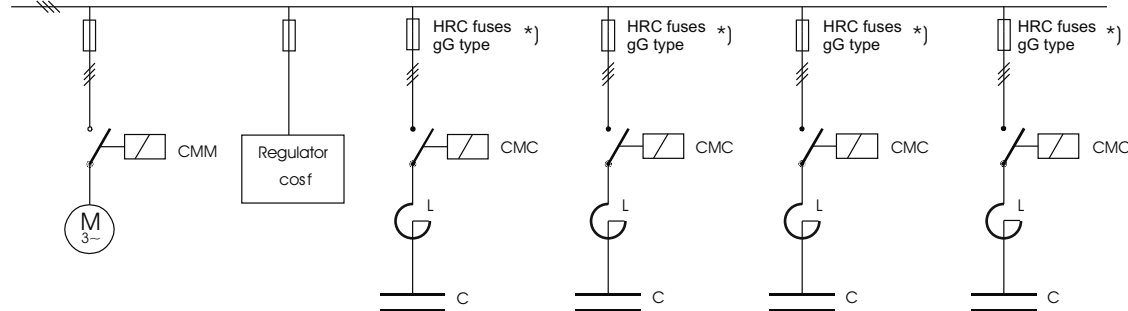 HRC fuses
gG type *)
HRC fuses
gG type *)
HRC fuses
gG type *)
HRC fuses
gG type *)
CMM
Regulator
cosf
CMC
CMC
CMC
CMC
M
3~
L
L
L
L
C
C
C
C